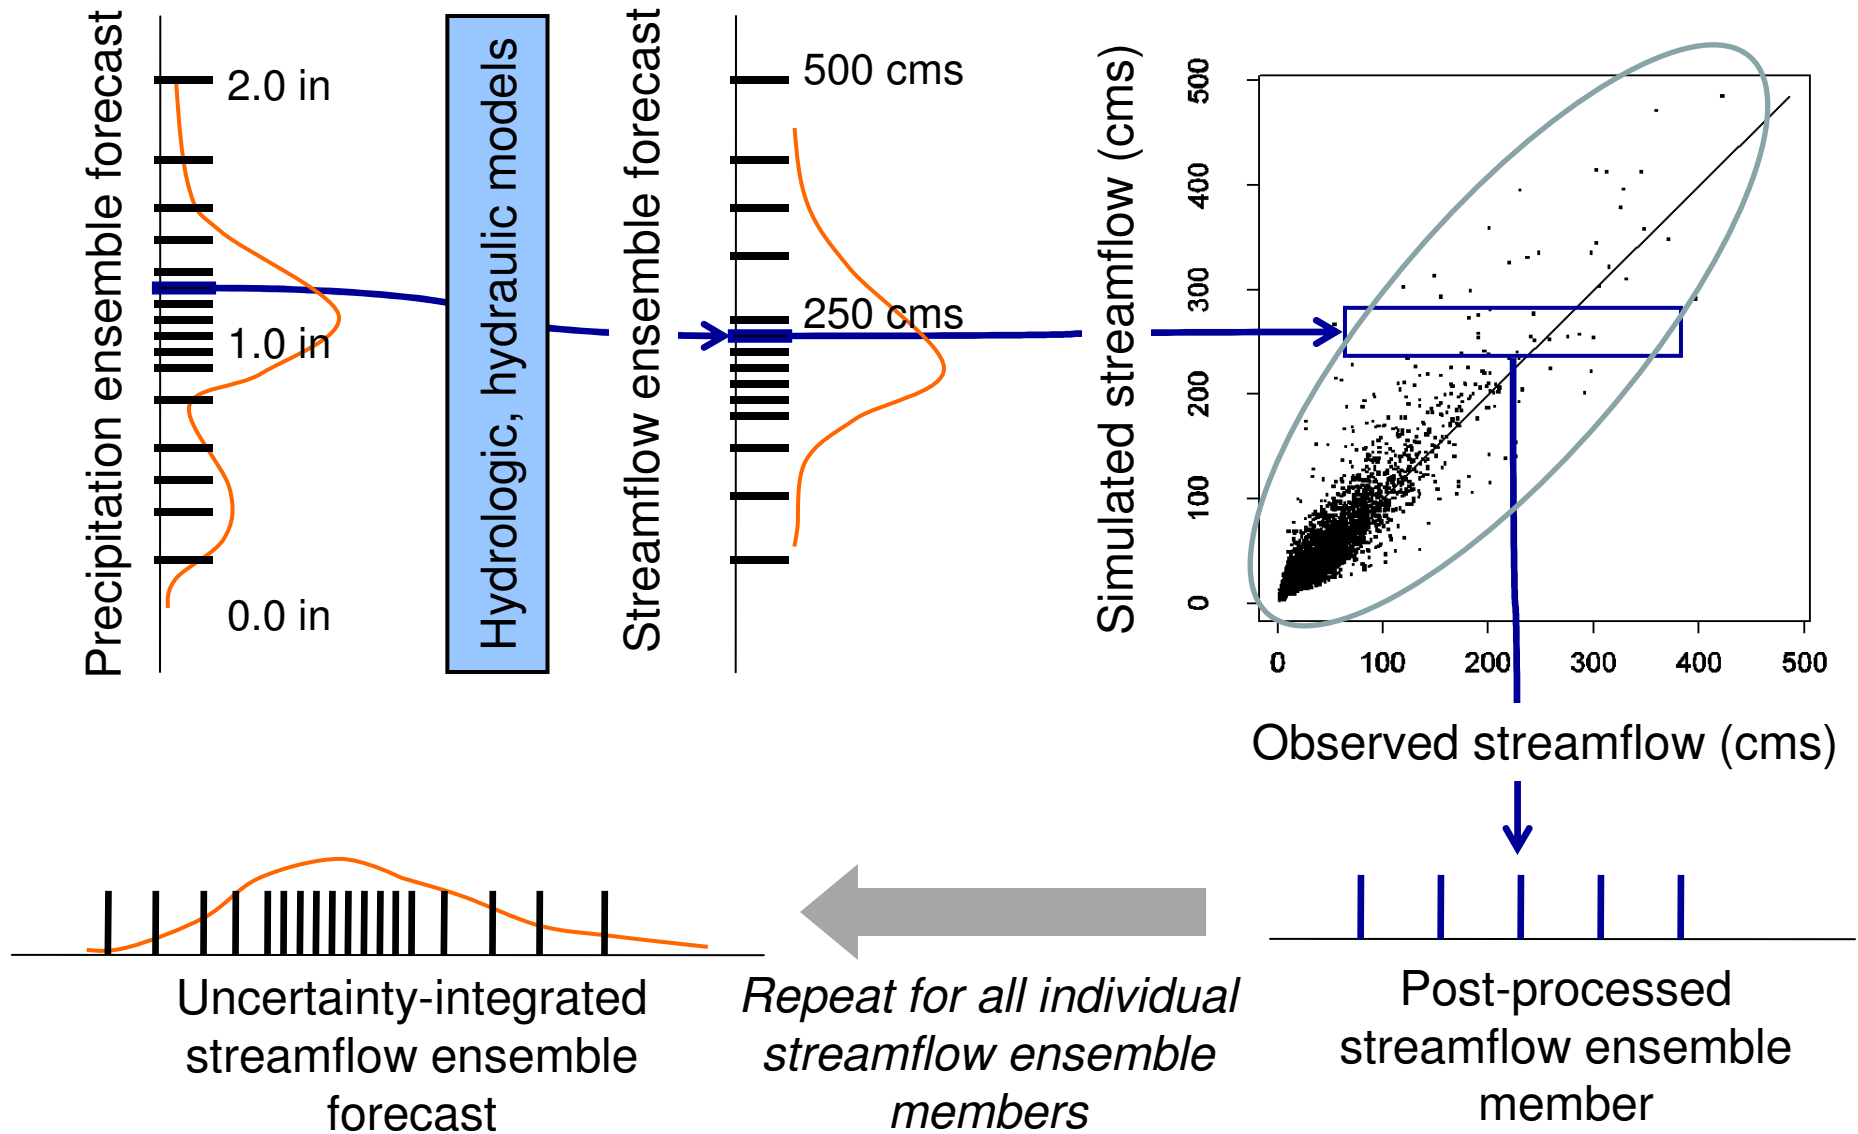 Precipitation ensemble forecast
2.0 in
1.0 in
0.0 in
Hydrologic, hydraulic models
Streamflow ensemble forecast
500 cms
250 cms
Simulated streamflow (cms)
500
400
300
200
100
0
0 100 200 300 400 500
Observed streamflow (cms)
Uncertainty-integrated
streamflow ensemble
forecast
Repeat for all individual
streamflow ensemble
members
Post-processed
streamflow ensemble
member